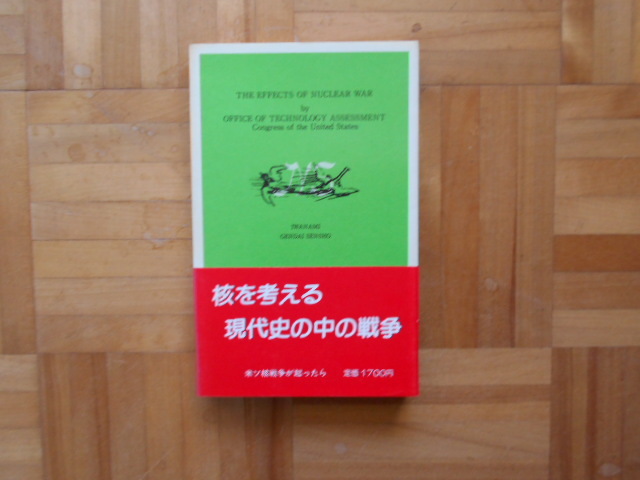 THE EFFECTS OF NUCLEAR WAR
by
OFFICE OF TECHNOLOGY ASSESSMENT
Congress of the United States
IWANAMI
GENDAI SENSHO
核を考える
現代史の中の戦争
米ソ核戦争が起ったら 定価1700円